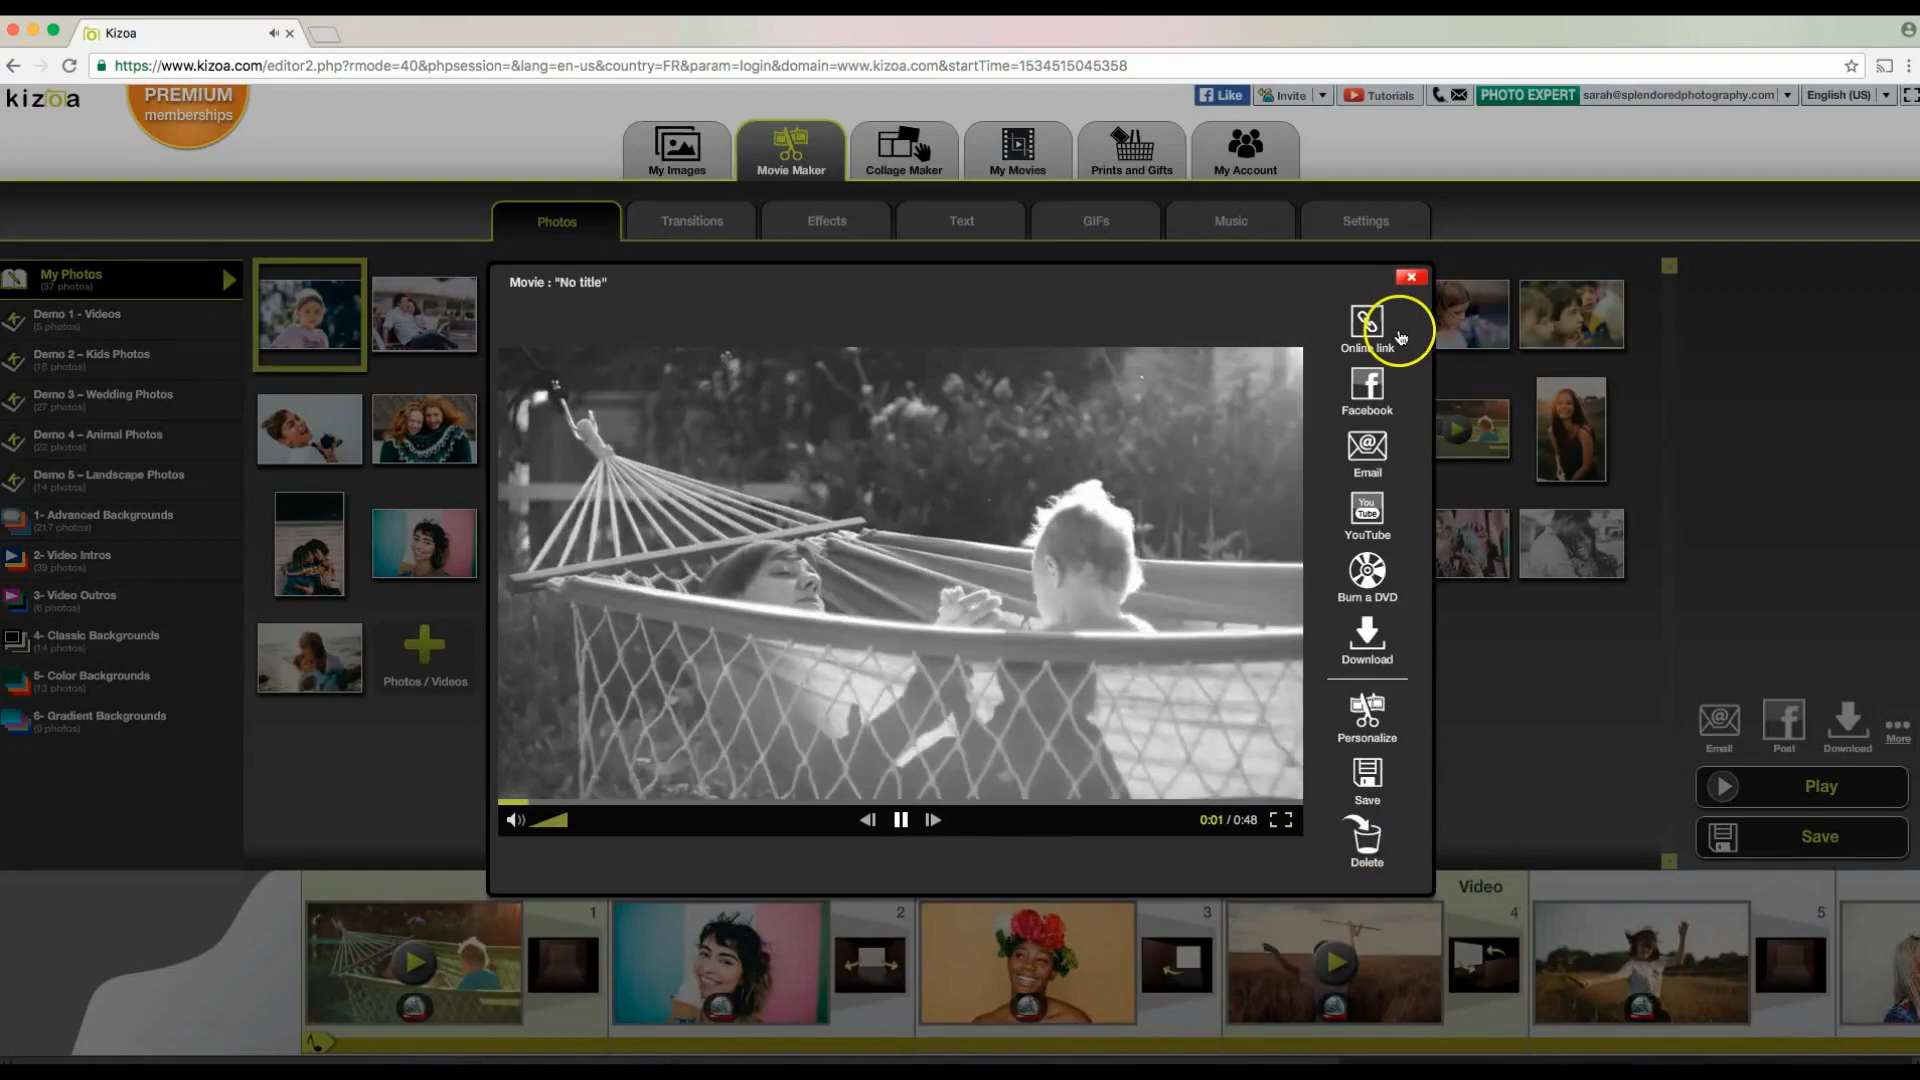 Kizoa
https://www.kizoa.com/editor2.php?rmode=40&phpsession=&lang=en-us&country=FR&param=login&domain=www.kizoa.com&startTime=1534515045358
kizoa
PREMIUM
memberships
Like
Invite
Tutorials
PHOTO EXPERT
sarah@splendoredphotography.com
English (US)
My Images
Movie Maker
Collage Maker
My Movies
Prints and Gifts
My Account
Photos
Transitions
Effects
Text
GIFs
Music
Settings
My Photos
(37 photos)
Demo 1 - Videos
(5 photos)
Demo 2 – Kids Photos
(18 photos)
Demo 3 – Wedding Photos
(27 photos)
Demo 4 – Animal Photos
(22 photos)
Demo 5 – Landscape Photos
(14 photos)
1- Advanced Backgrounds
(217 photos)
2- Video Intros
(39 photos)
3- Video Outros
(6 photos)
4- Classic Backgrounds
(14 photos)
5- Color Backgrounds
(13 photos)
6- Gradient Backgrounds
(9 photos)
Photos / Videos
Movie : "No title"
Online link
Facebook
Email
You
Tube
YouTube
Burn a DVD
Download
Personalize
Save
Delete
0:01 / 0:48
Email
Post
Download
More
Play
Save
Video
1
2
3
4
5